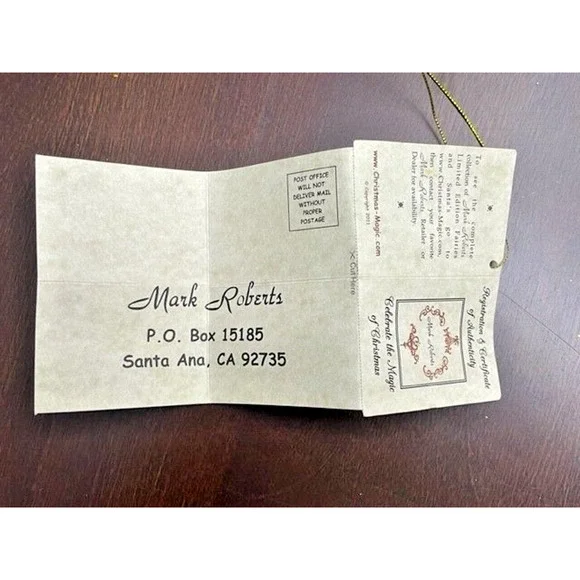 POST OFFICE
WILL NOT
DELIVER MAIL
WITHOUT
PROPER
POSTAGE
Mark Roberts
P.O. Box 15185
Santa Ana, CA 92735
Cut Here
To see the complete
collection of Mark Roberts
Limited Edition Fairies
and Santas go to
www.Christmas-Magic.com,
then contact your favorite
Mark Roberts Retailer or
Dealer for availability.
www.Christmas-Magic.com
© Copyright 2011
Registration & Certificate
of Authenticity
Mark Roberts
Celebrate the Magic
of Christmas